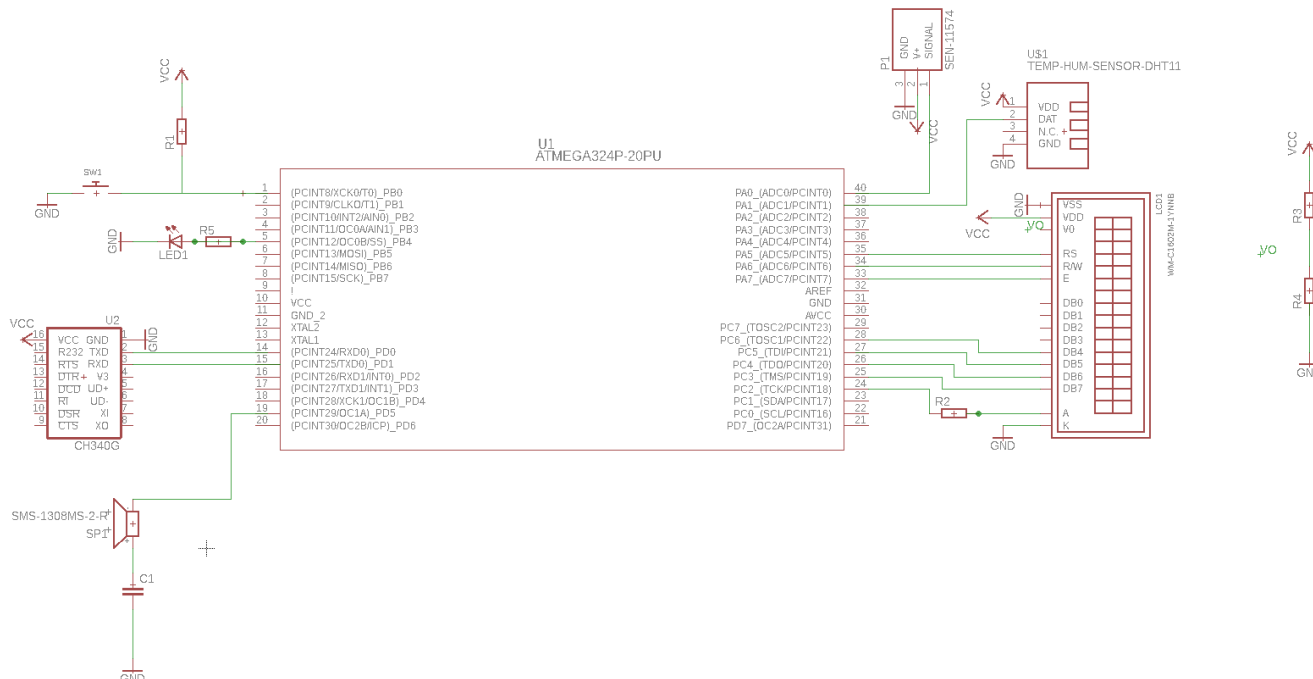 VCC
R1
SW1
GND
GND
LED1
R5
VCC
U2
GND
16 VCC GND 1
15 R232 TXD 2
14 RTS RXD 3
13 DTR V3 4
12 DCD UD+ 5
11 RI UD- 6
10 DSR XI 7
9 CTS XO 8
CH340G
SMS-1308MS-2-R
SP1
C1
GND
U1
ATMEGA324P-20PU
1 (PCINT8/XCK0/T0)_PB0
2 (PCINT9/CLKO/T1)_PB1
3 (PCINT10/INT2/AIN0)_PB2
4 (PCINT11/OC0A/AIN1)_PB3
5 (PCINT12/OC0B/SS)_PB4
6 (PCINT13/MOSI)_PB5
7 (PCINT14/MISO)_PB6
8 (PCINT15/SCK)_PB7
9 !
10 VCC
11 GND_2
12 XTAL2
13 XTAL1
14 (PCINT24/RXD0)_PD0
15 (PCINT25/TXD0)_PD1
16 (PCINT26/RXD1/INT0)_PD2
17 (PCINT27/TXD1/INT1)_PD3
18 (PCINT28/XCK1/OC1B)_PD4
19 (PCINT29/OC1A)_PD5
20 (PCINT30/OC2B/ICP)_PD6
PA0_(ADC0/PCINT0) 40
PA1_(ADC1/PCINT1) 39
PA2_(ADC2/PCINT2) 38
PA3_(ADC3/PCINT3) 37
PA4_(ADC4/PCINT4) 36
PA5_(ADC5/PCINT5) 35
PA6_(ADC6/PCINT6) 34
PA7_(ADC7/PCINT7) 33
AREF 32
GND 31
AVCC 30
PC7_(TOSC2/PCINT23) 29
PC6_(TOSC1/PCINT22) 28
PC5_(TDI/PCINT21) 27
PC4_(TDO/PCINT20) 26
PC3_(TMS/PCINT19) 25
PC2_(TCK/PCINT18) 24
PC1_(SDA/PCINT17) 23
PC0_(SCL/PCINT16) 22
PD7_(OC2A/PCINT31) 21
P1
GND
V+
SIGNAL
SEN-11574
3
2
1
GND
VCC
U$1
TEMP-HUM-SENSOR-DHT11
VCC
1 VDD
2 DAT
3 N.C.
4 GND
GND
GND
VCC
VO
VSS
VDD
V0
RS
R/W
E
DB0
DB1
DB2
DB3
DB4
DB5
DB6
DB7
A
K
LCD1
R2
GND
VO
VCC
R3
R4